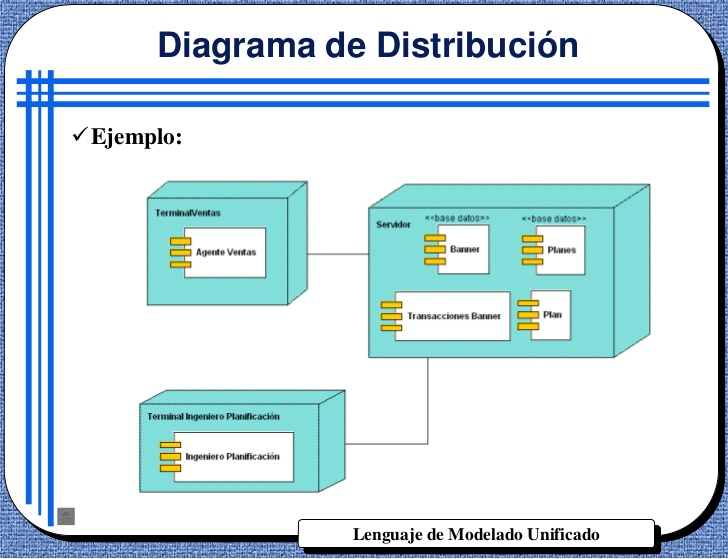 Diagrama de Distribución
✓Ejemplo:
TerminalVentas
Agente Ventas
Servidor
<<base datos>>
<<base datos>>
Banner
Planes
Transacciones Banner
Plan
Terminal Ingeniero Planificación
Ingeniero Planificación
Lenguaje de Modelado Unificado